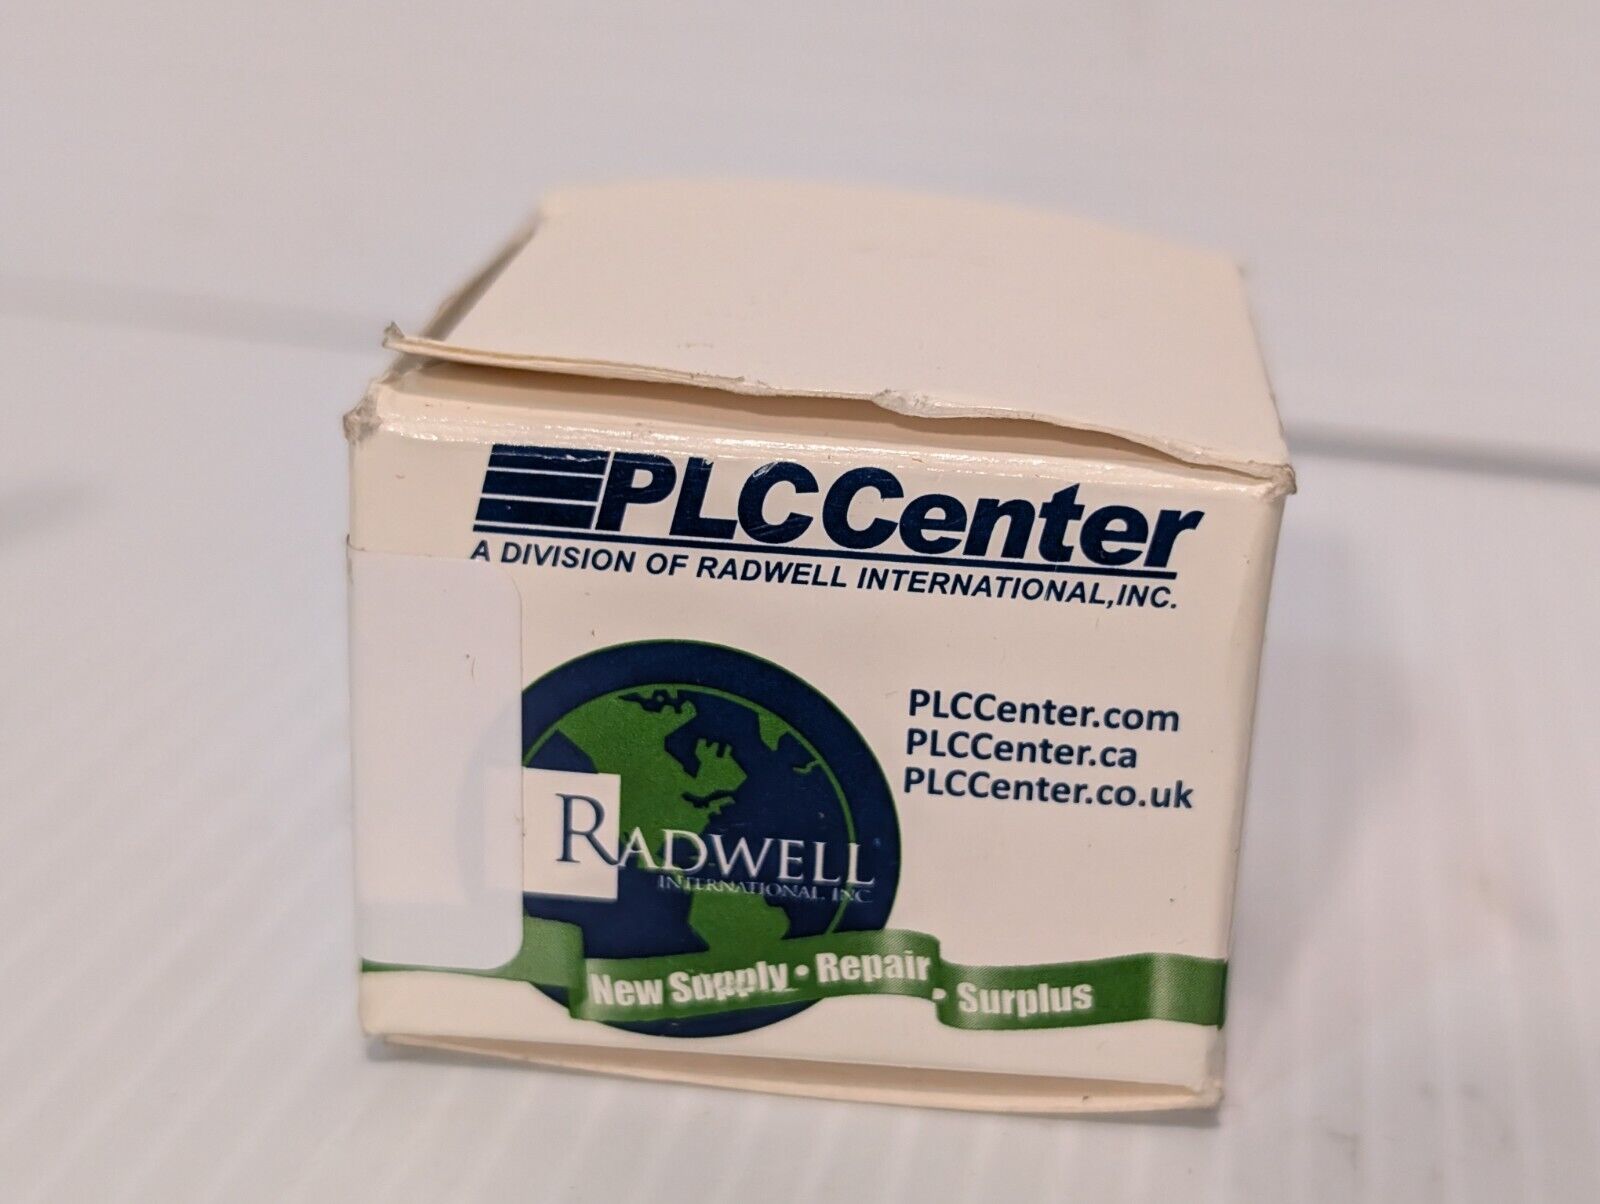 PLCCenter
A DIVISION OF RADWELL INTERNATIONAL,INC.
PLCCenter.com
PLCCenter.ca
PLCCenter.co.uk
RADWELL
INTERNATIONAL, INC
New Supply • Repair • Surplus